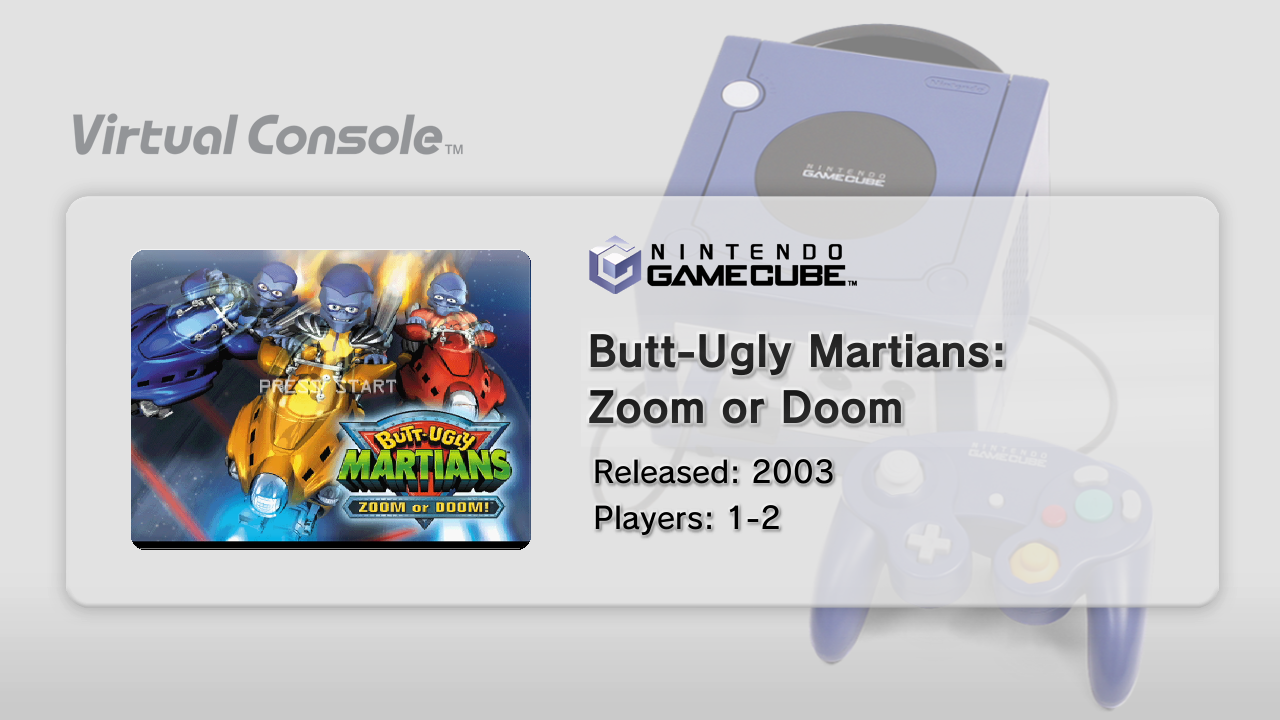 Virtual Console™
Nintendo
NINTENDO
GAMECUBE
NINTENDO
GAMECUBE™
Butt-Ugly Martians:
Zoom or Doom
Released: 2003
Players: 1-2
PRESS START
BUTT-UGLY
MARTIANS
ZOOM or DOOM!
NINTENDO
GAMECUBE